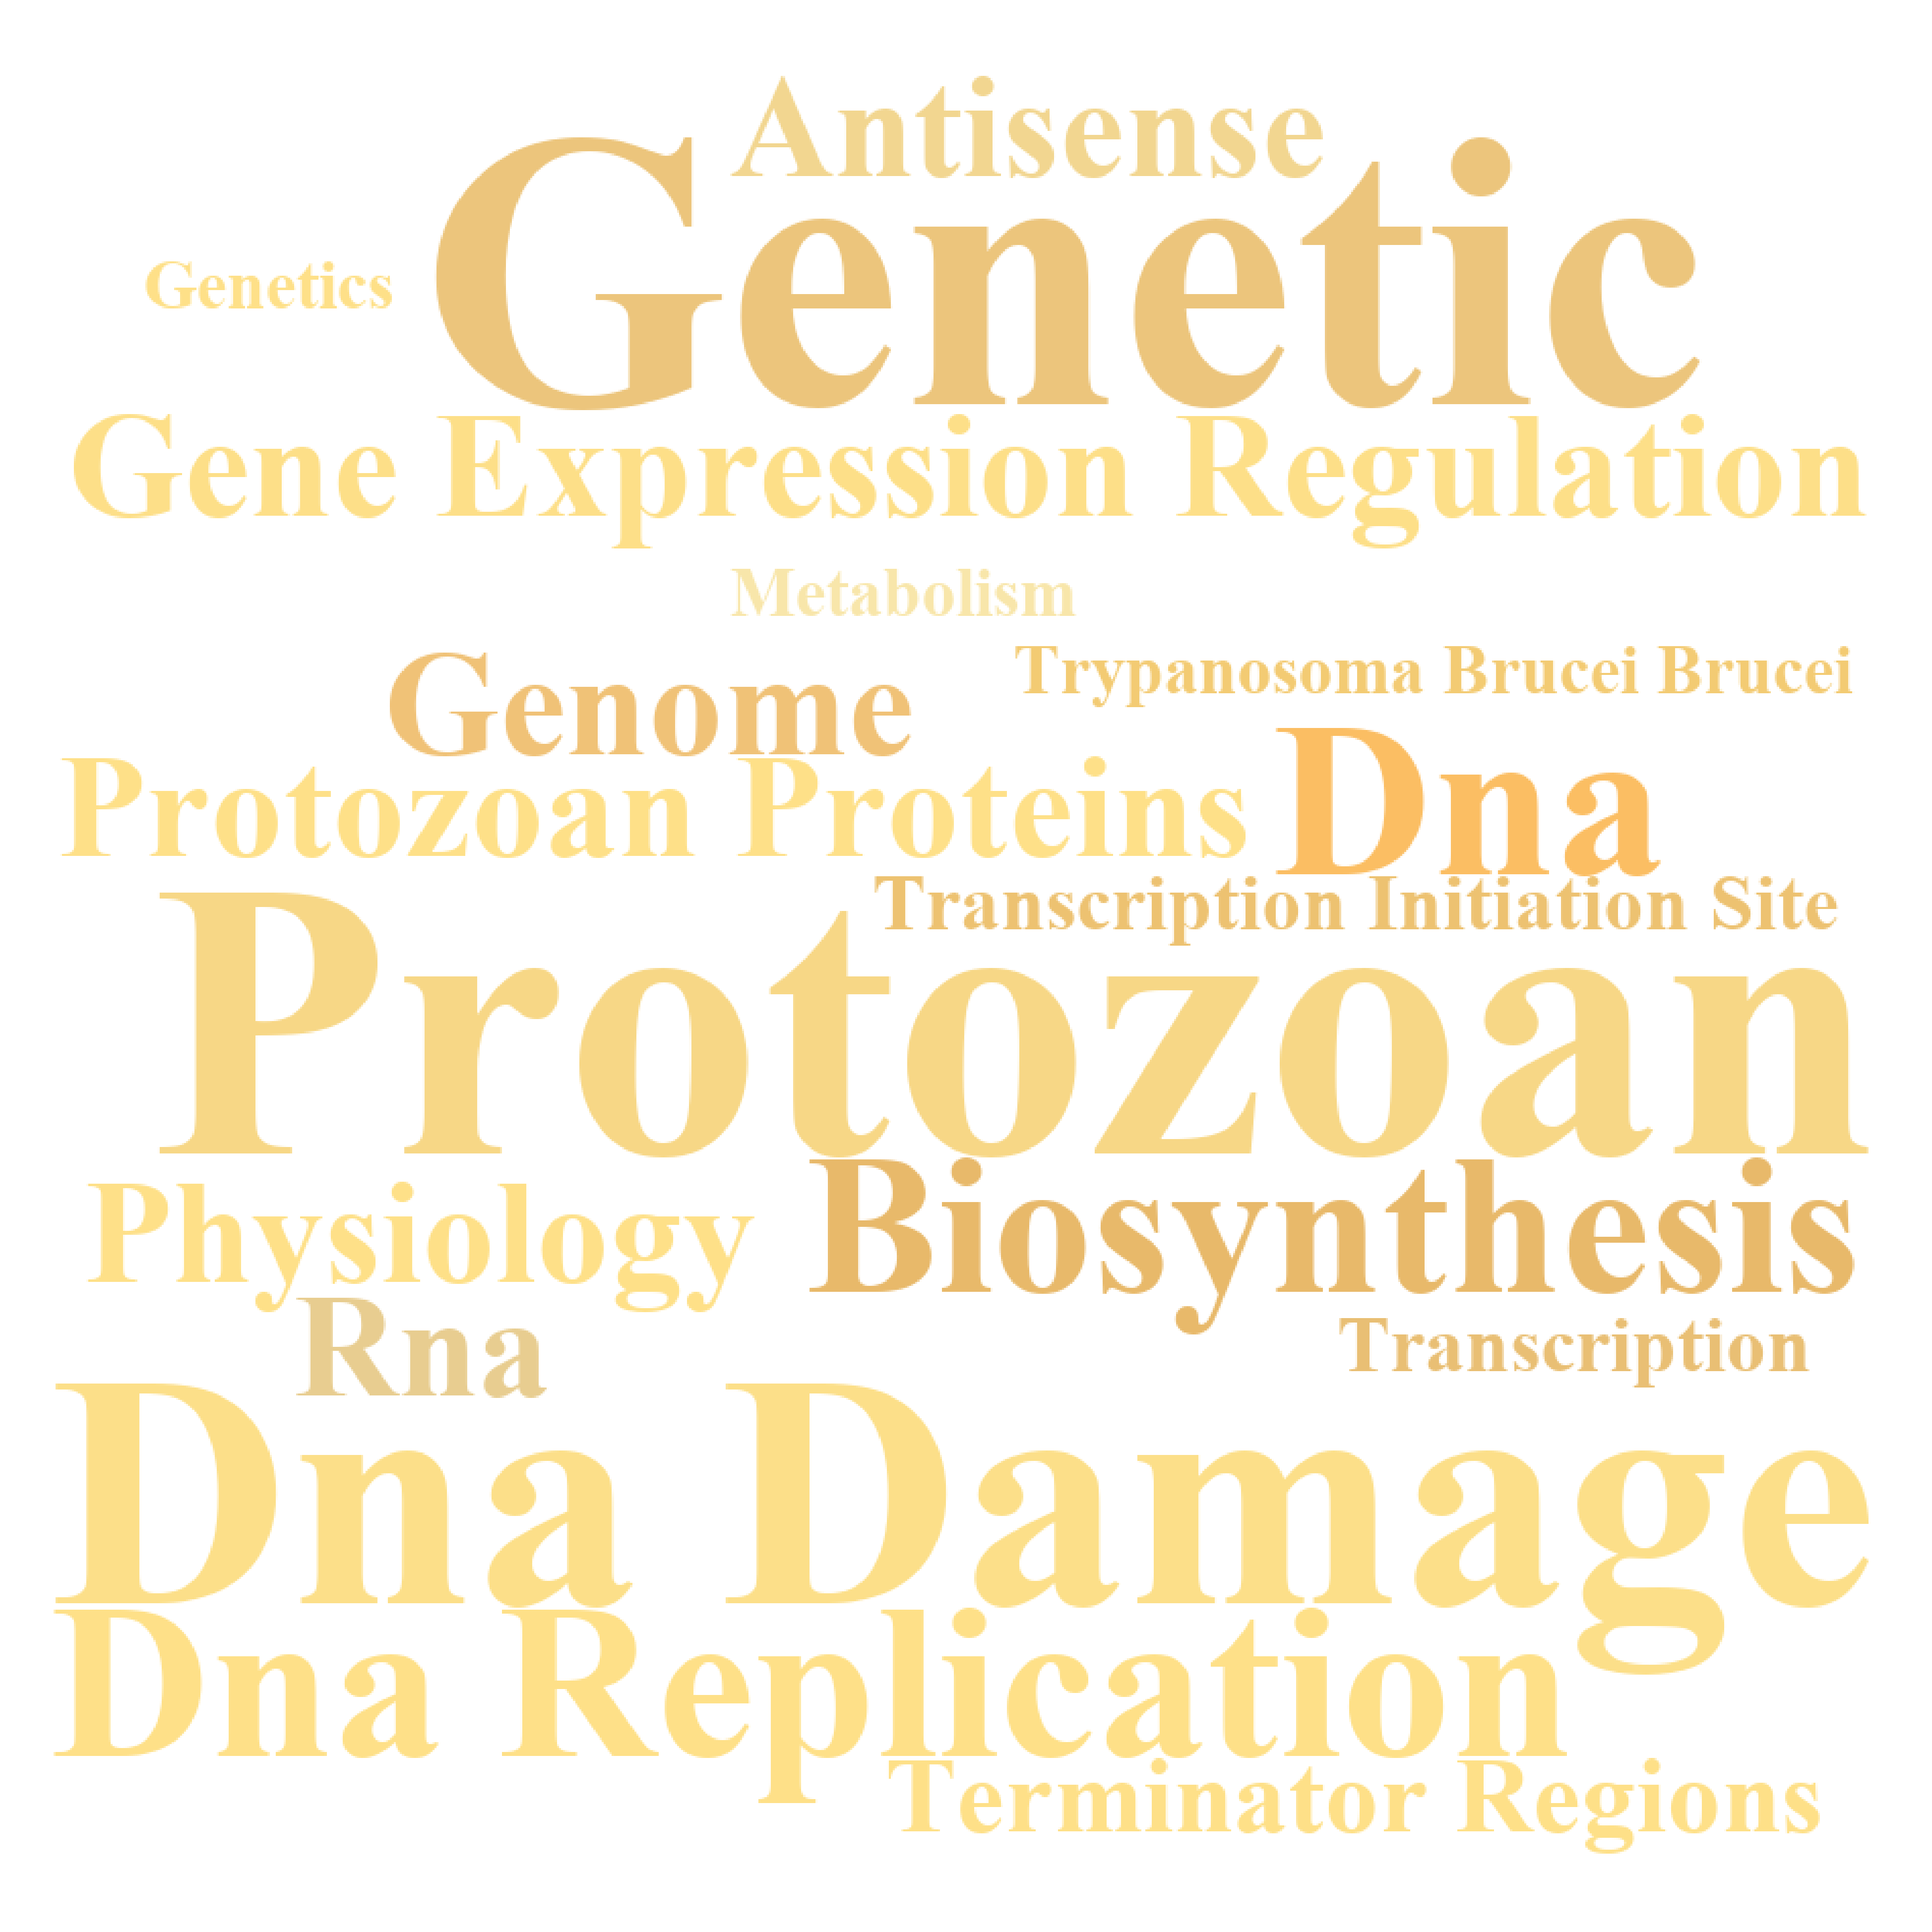 Antisense
Genetic
Genetics
Gene Expression Regulation
Metabolism
Trypanosoma Brucei Brucei
Genome
Protozoan Proteins
Dna
Transcription Initiation Site
Protozoan
Physiology
Biosynthesis
Rna
Transcription
Dna Damage
Dna Replication
Terminator Regions